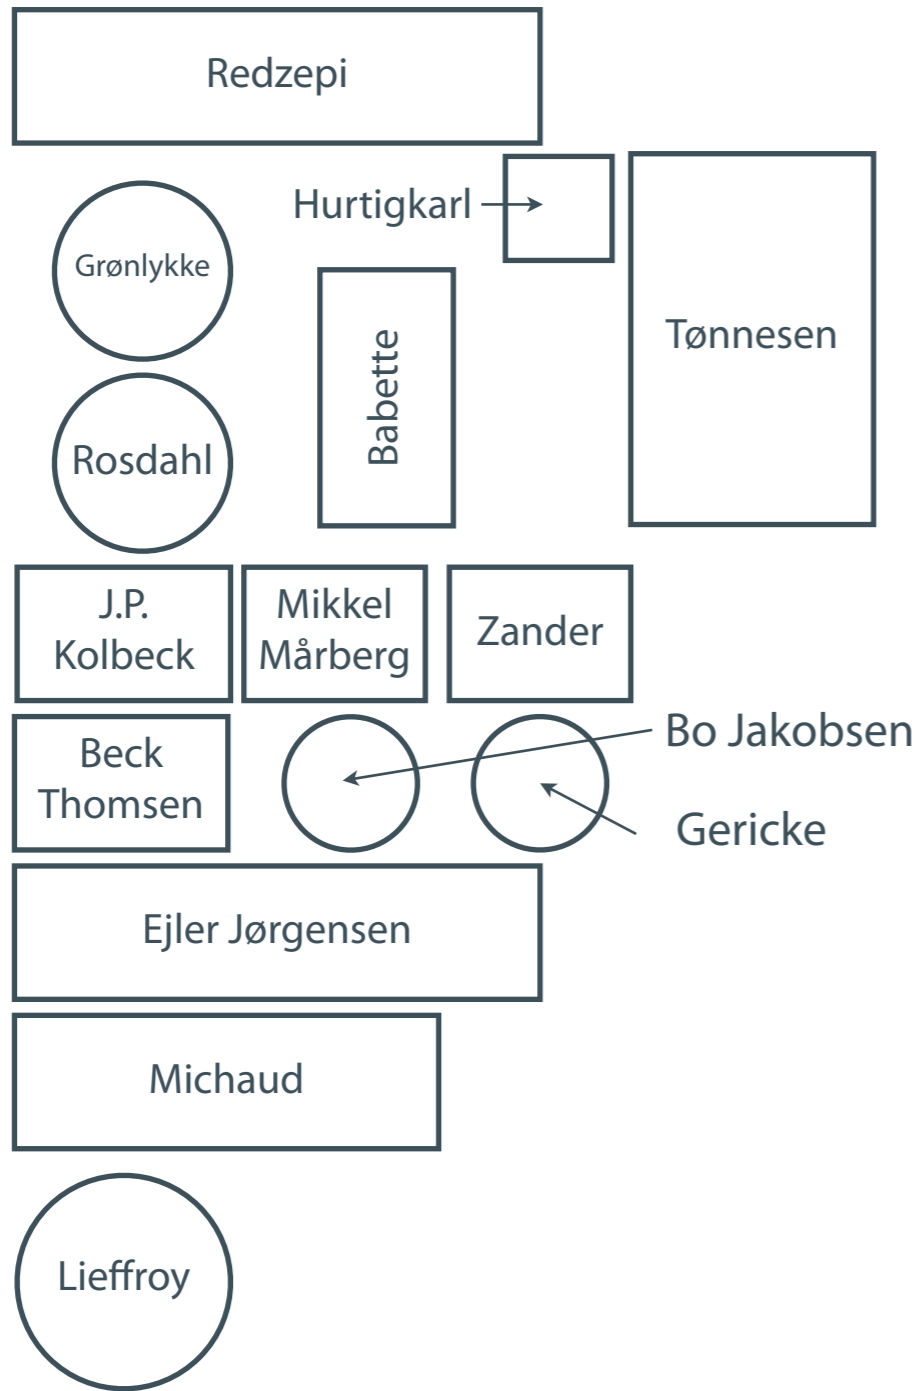 Redzepi
Hurtigkarl
Grønlykke
Tønnesen
Babette
Rosdahl
J.P.
Kolbeck
Mikkel
Mårberg
Zander
Beck
Thomsen
Bo Jakobsen
Gericke
Ejler Jørgensen
Michaud
Lieffroy